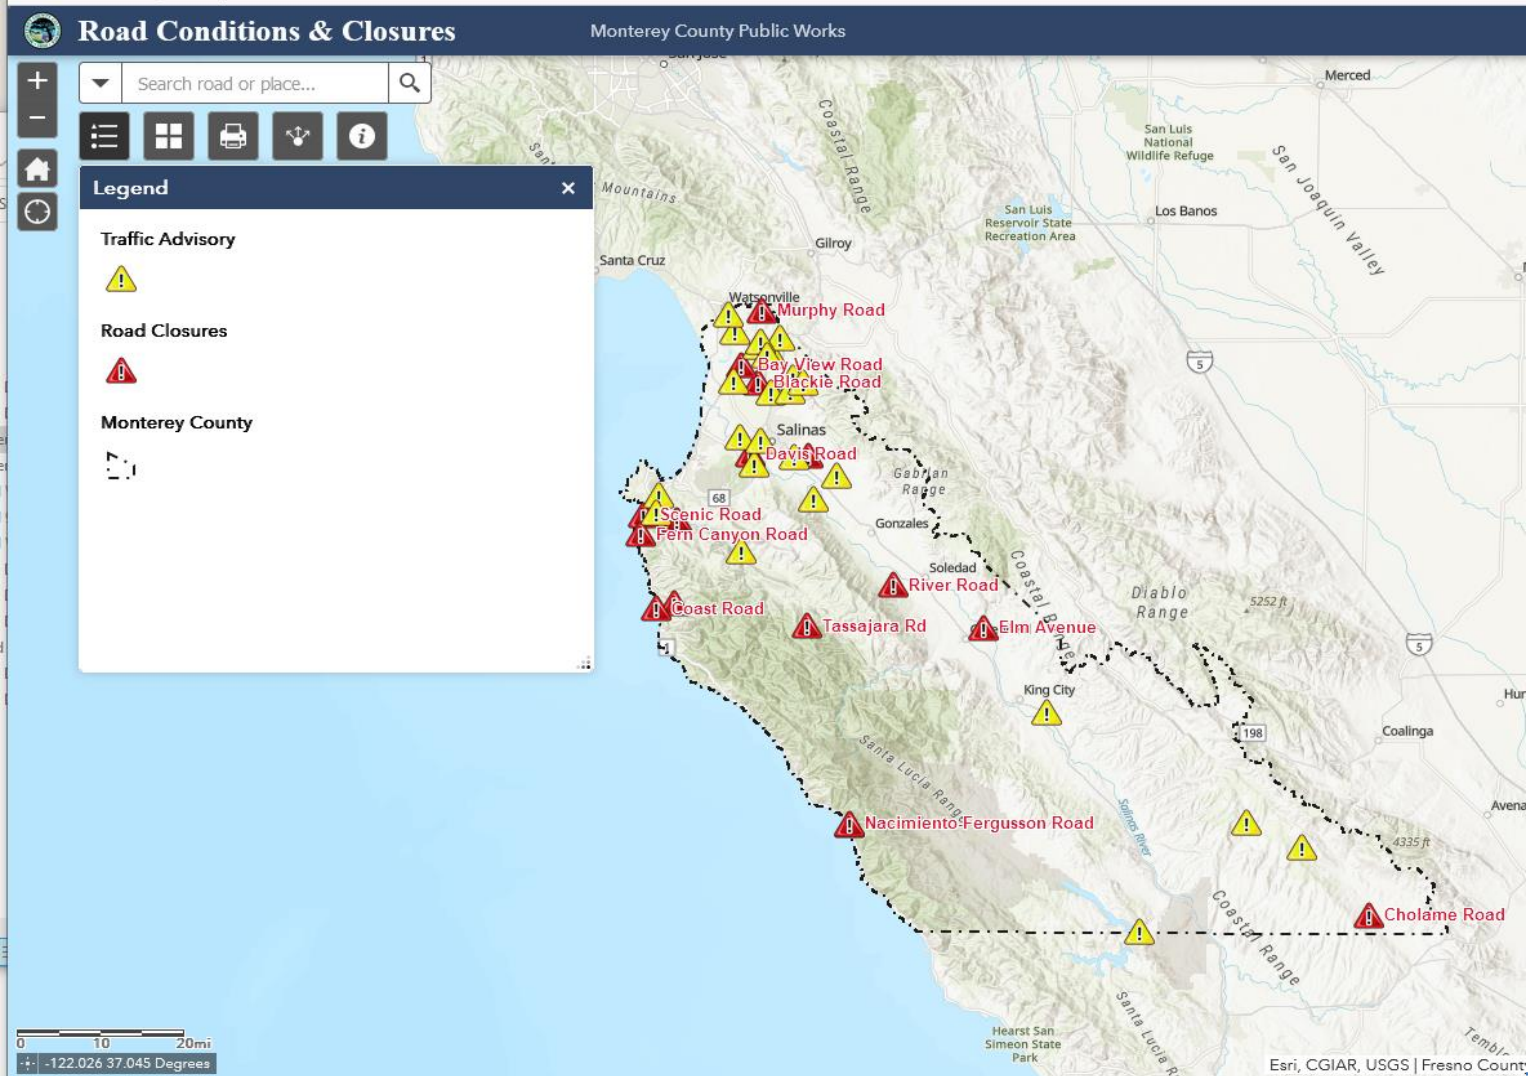 Road Conditions & Closures
Monterey County Public Works
Search road or place...
Legend
Traffic Advisory
Road Closures
Monterey County
Merced
San Luis
National
Wildlife Refuge
San Joaquin Valley
Coastal Range
Mountains
San Luis
Reservoir State
Recreation Area
Los Banos
Gilroy
Santa Cruz
Watsonville
Murphy Road
5
Bay View Road
Blackie Road
Salinas
Davis Road
Gabilan
Range
68
Scenic Road
Gonzales
Fern Canyon Road
Coastal Range
Soledad
River Road
Diablo
Range
5252 ft
Coast Road
Tassajara Rd
Elm Avenue
1
5
King City
198
Coalinga
Santa Lucia Range
Salinas River
Nacimiento-Fergusson Road
4335 ft
Coastal Range
Cholame Road
Santa Lucia R
Hearst San
Simeon State
Park
0 10 20mi
-122.026 37.045 Degrees
Esri, CGIAR, USGS | Fresno County